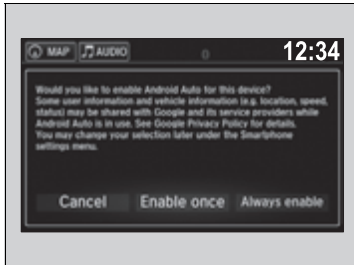 MAP AUDIO 0 12:34
Would you like to enable Android Auto for this device?
Some user information and vehicle information (e.g. location, speed,
status) may be shared with Google and its service providers while
Android Auto is in use. See Google Privacy Policy for details.
You may change your selection later under the Smartphone
settings menu.
Cancel Enable once Always enable